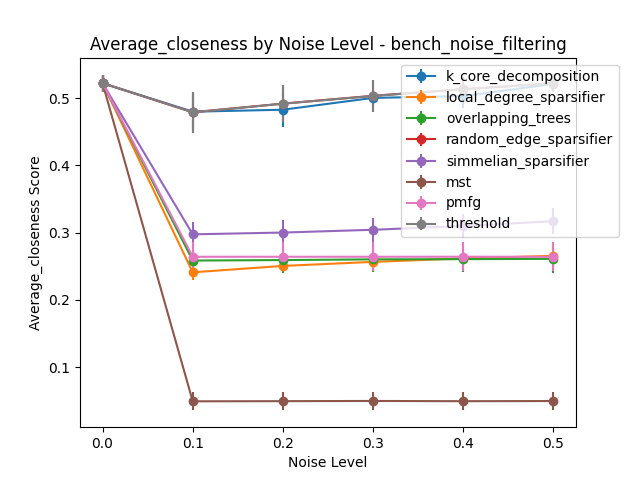 Average_closeness by Noise Level - bench_noise_filtering
k_core_decomposition
local_degree_sparsifier
overlapping_trees
random_edge_sparsifier
simmelian_sparsifier
mst
pmfg
threshold
Average_closeness Score
0.5
0.4
0.3
0.2
0.1
0.0 0.1 0.2 0.3 0.4 0.5
Noise Level